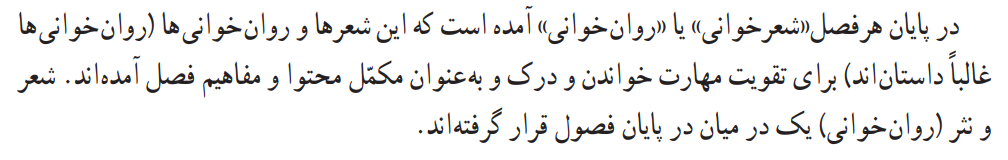 در پایان هر فصل «شعرخوانی» یا «روان‌خوانی» آمده است که این شعرها و روان‌خوانی‌ها (روان‌خوانی‌ها
غالباً داستان‌اند) برای تقویت مهارت خواندن و درک و به‌عنوان مکمّل محتوا و مفاهیم فصل آمده‌اند. شعر
و نثر (روان‌خوانی) یک در میان در پایان فصول قرار گرفته‌اند.